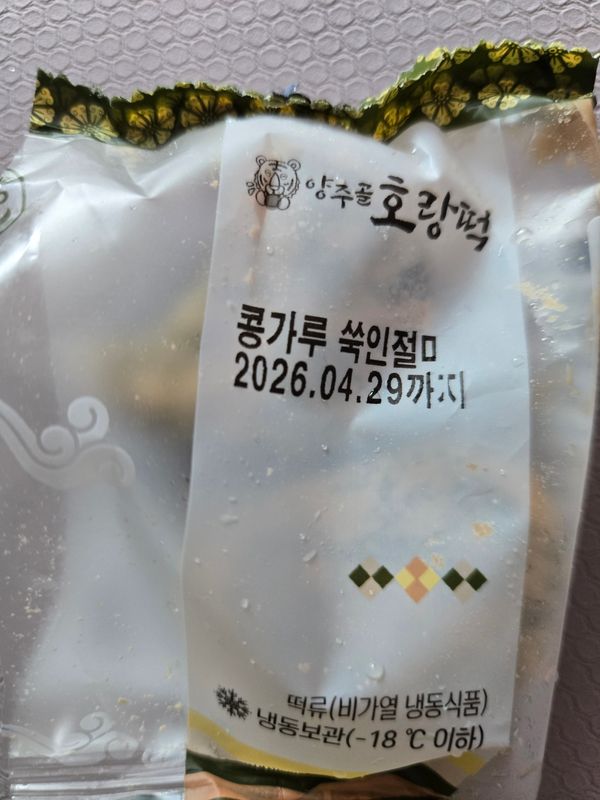 양주골 호랑떡
콩가루 쑥인절미
2026.04.29까지
떡류(비가열 냉동식품)
냉동보관(-18 ℃ 이하)